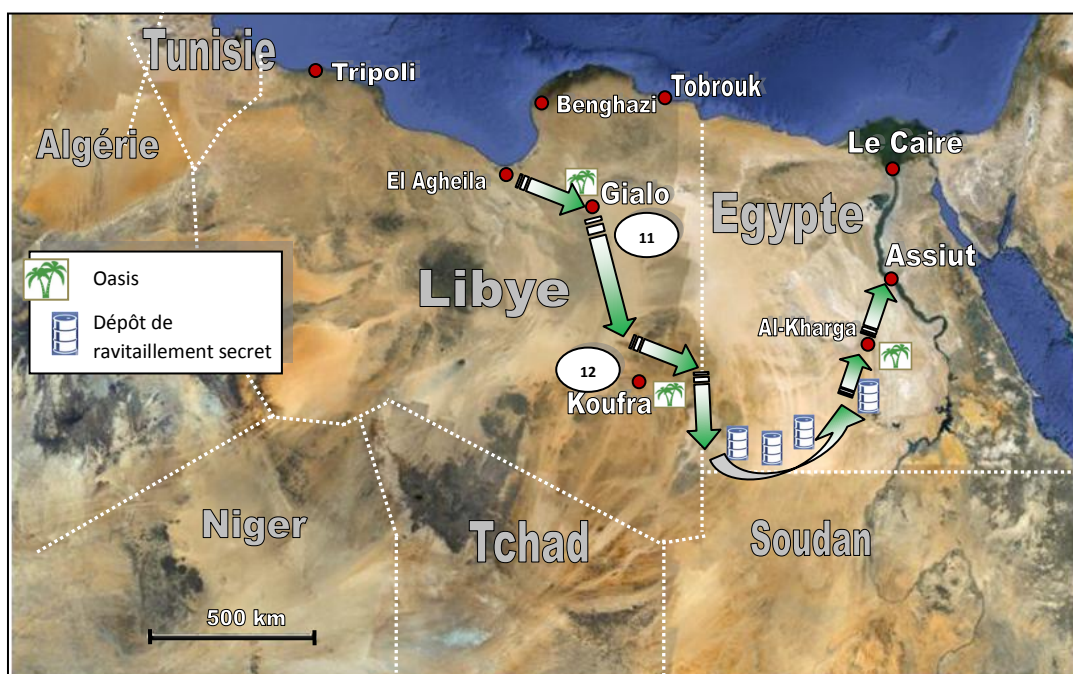 Tunisie
Tripoli
Tobrouk
Benghazi
Algérie
Le Caire
El Agheila
Gialo
Egypte
11
Assiut
Oasis
Libye
Dépôt de
ravitaillement secret
Al-Kharga
12
Koufra
Niger
Tchad
Soudan
500 km